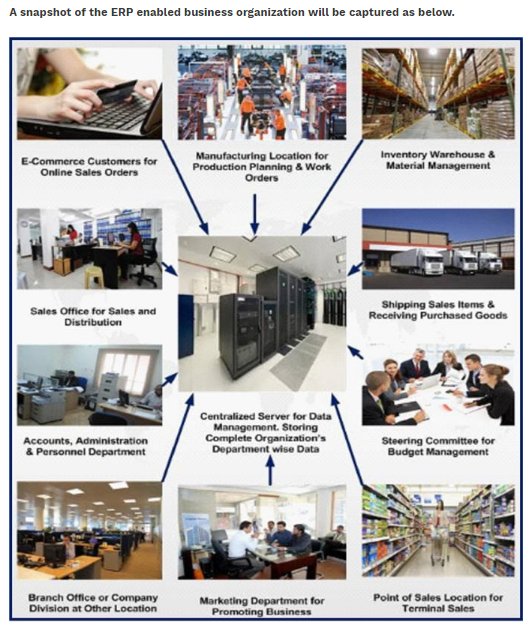 A snapshot of the ERP enabled business organization will be captured as below.
E-Commerce Customers for
Online Sales Orders
Manufacturing Location for
Production Planning & Work
Orders
Inventory Warehouse &
Material Management
Sales Office for Sales and
Distribution
Shipping Sales Items &
Receiving Purchased Goods
Centralized Server for Data
Management. Storing
Complete Organization's
Department wise Data
Accounts, Administration
& Personnel Department
Steering Committee for
Budget Management
Branch Office or Company
Division at Other Location
Marketing Department for
Promoting Business
Point of Sales Location for
Terminal Sales